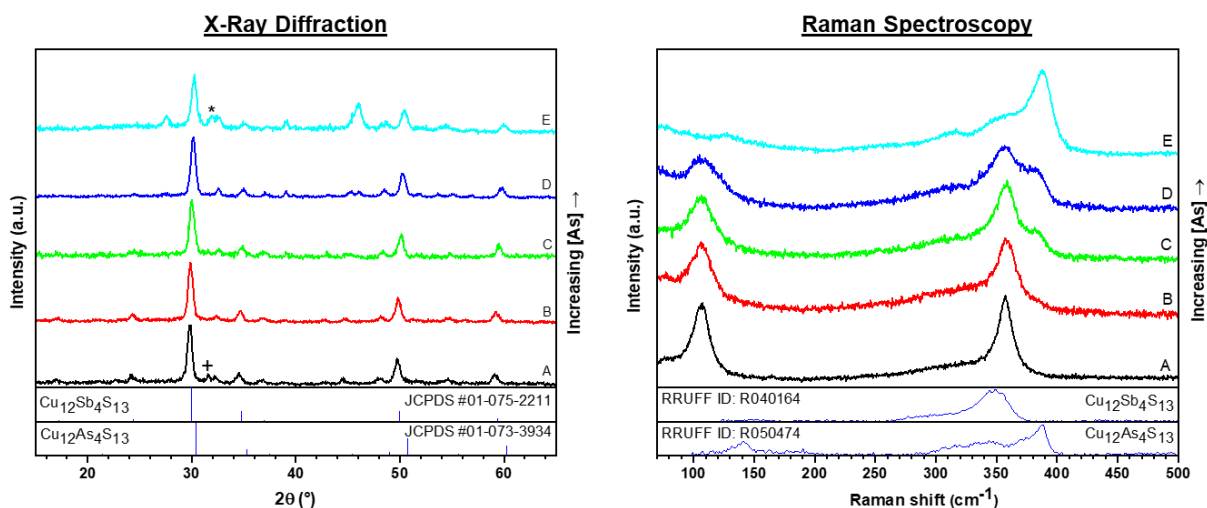 X-Ray Diffraction
Intensity (a.u.)
E
*
D
C
B
+
A
Increasing [As] →
Cu₁₂Sb₄S₁₃ JCPDS #01-075-2211
Cu₁₂As₄S₁₃ JCPDS #01-073-3934
20 30 40 50 60
2θ (°)
Raman Spectroscopy
Intensity (a.u.)
E
D
C
B
A
Increasing [As] →
RRUFF ID: R040164 Cu₁₂Sb₄S₁₃
RRUFF ID: R050474 Cu₁₂As₄S₁₃
100 150 200 250 300 350 400 450 500
Raman shift (cm⁻¹)